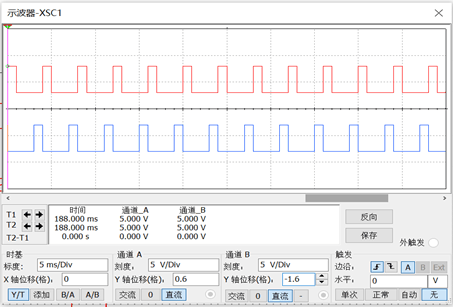 示波器-XSC1
时间 通道_A 通道_B
T1 188.000 ms 5.000 V 5.000 V
T2 188.000 ms 5.000 V 5.000 V
T2-T1 0.000 s 0.000 V 0.000 V
反向
保存
外触发
时基 通道 A 通道 B 触发
标度: 5 ms/Div 刻度: 5 V/Div 刻度: 5 V/Div 边沿: A B Ext
X 轴位移(格): 0 Y 轴位移(格): 0.6 Y 轴位移(格): -1.6 水平: 0 V
Y/T 添加 B/A A/B 交流 0 直流 交流 0 直流 - 单次 正常 自动 无